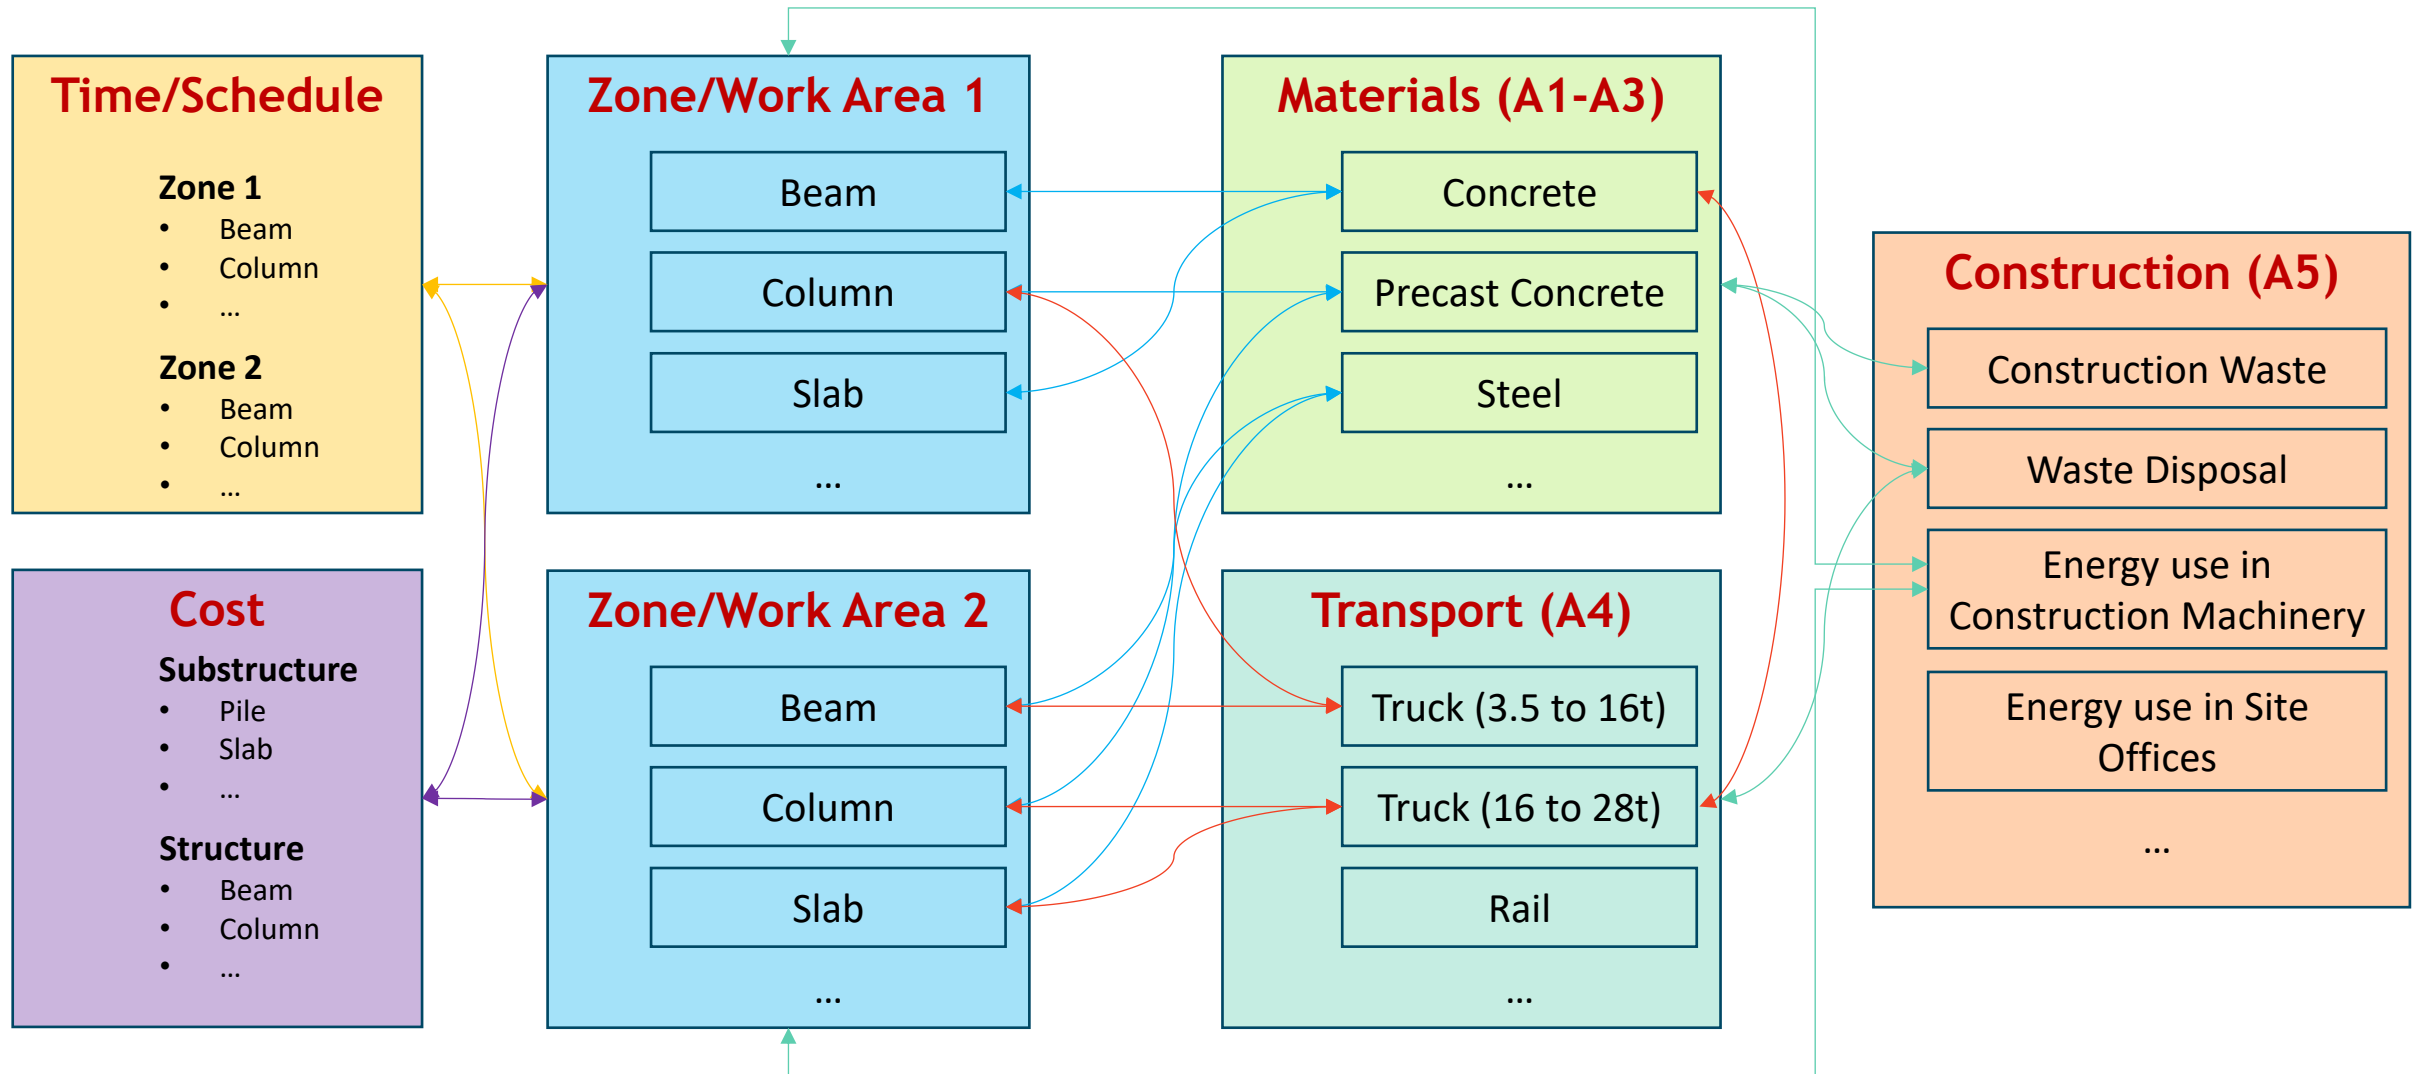 Time/Schedule
Zone 1
• Beam
• Column
• ...
Zone 2
• Beam
• Column
• ...
Cost
Substructure
• Pile
• Slab
• ...
Structure
• Beam
• Column
• ...
Zone/Work Area 1
Beam
Column
Slab
...
Zone/Work Area 2
Beam
Column
Slab
...
Materials (A1-A3)
Concrete
Precast Concrete
Steel
...
Transport (A4)
Truck (3.5 to 16t)
Truck (16 to 28t)
Rail
...
Construction (A5)
Construction Waste
Waste Disposal
Energy use in
Construction Machinery
Energy use in Site
Offices
...